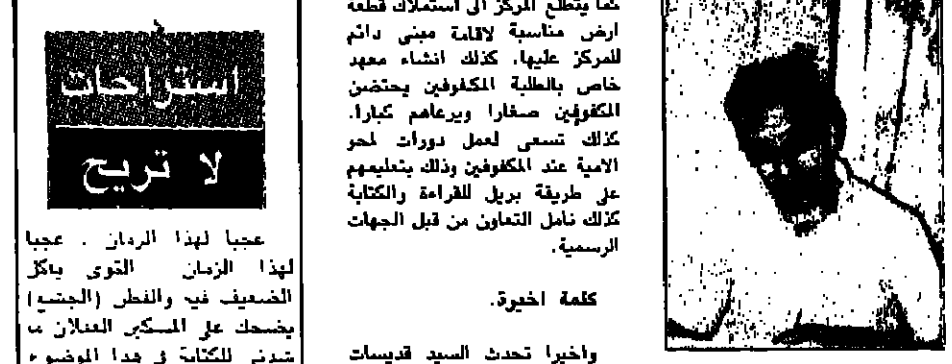 كما يتطلع المركز الى استملاك قطعة
ارض مناسبة لاقامة مبنى دائم
للمركز عليها، كذلك انشاء معهد
خاص بالطلبة المكفوفين يحتضن
المكفوفين صغارا ويرعاهم كبارا.
كذلك تسعى لعمل دورات لمحو
الامية عند المكفوفين وذلك بتعليمهم
على طريقة بريل للقراءة والكتابة
كذلك نامل التعاون من قبل الجهات
الرسمية.
كلمة اخيرة.
واخيرا تحدث السيد قديسات
استراحات
لا تريح
عجبا لهذا الزمان . عجبا
لهذا الزمان القوى ياكل
الضعيف فيه والفطن (الجشع)
يضحك على المسكين
للكتابة في هذا الموضوع